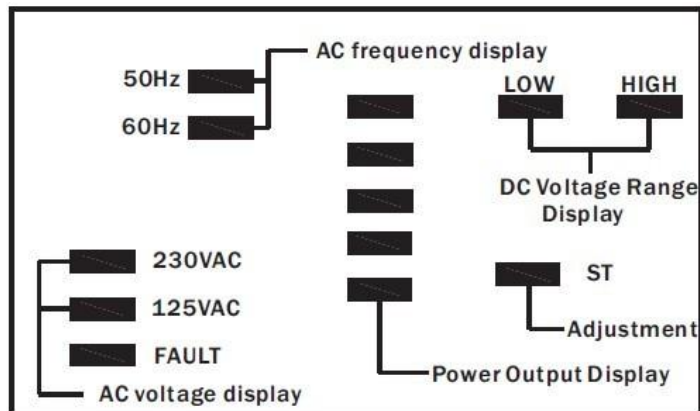 AC frequency display
50Hz
60Hz
LOW
HIGH
DC Voltage Range
Display
230VAC
125VAC
FAULT
AC voltage display
ST
Adjustment
Power Output Display